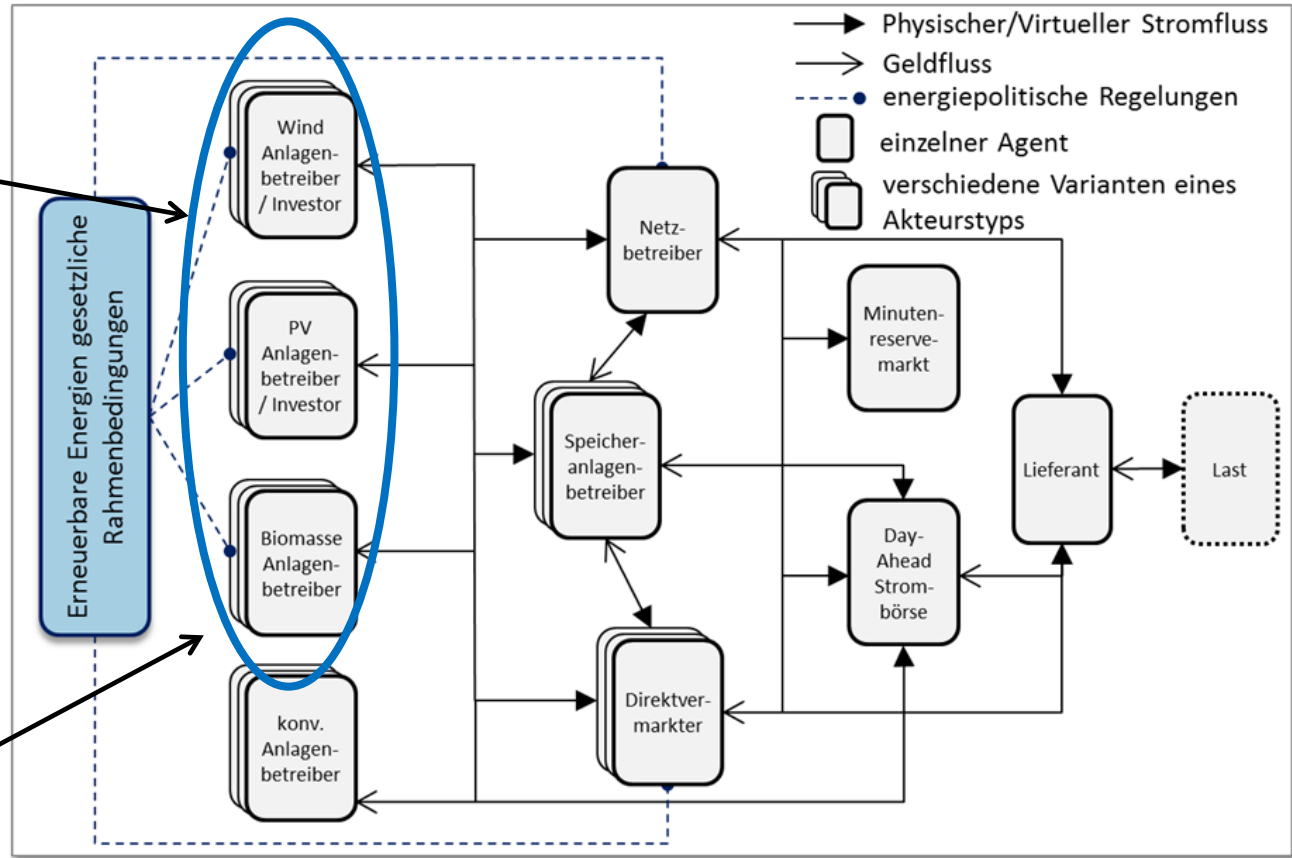 Physischer/Virtueller Stromfluss
Geldfluss
energiepolitische Regelungen
einzelner Agent
verschiedene Varianten eines
Akteurstyps
Erneuerbare Energien gesetzliche
Rahmenbedingungen
Wind
Anlagen-
betreiber
/ Investor
PV
Anlagen-
betreiber
/ Investor
Biomasse
Anlagen-
betreiber
konv.
Anlagen-
betreiber
Netz-
betreiber
Speicher-
anlagen-
betreiber
Direktver-
markter
Minuten-
reserve-
markt
Day-
Ahead
Strom-
börse
Lieferant
Last